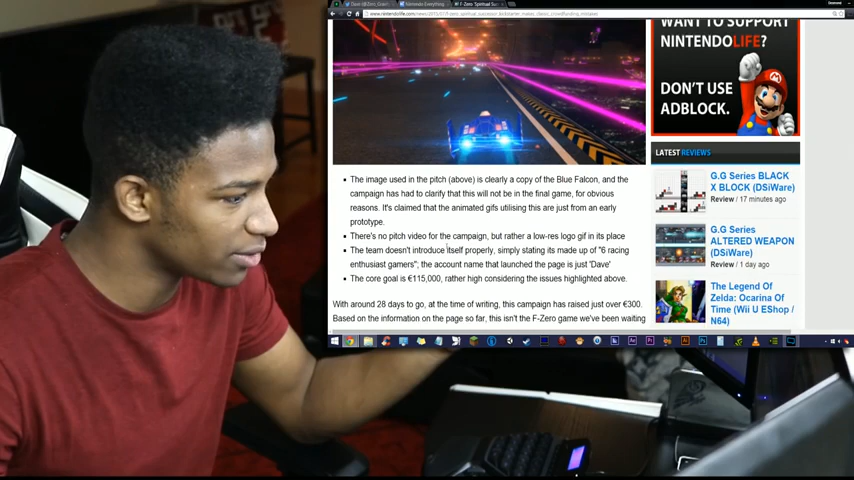 www.nintendolife.com/news/2015/07/f-zero_spiritual_successor_kickstarter_makes_classic_crowdfunding_mistakes
WANT TO SUPPORT
NINTENDOLIFE?
DON'T USE
ADBLOCK.
The image used in the pitch (above) is clearly a copy of the Blue Falcon, and the
campaign has had to clarify that this will not be in the final game, for obvious
reasons. It's claimed that the animated gifs utilising this are just from an early
prototype.
There's no pitch video for the campaign, but rather a low-res logo gif in its place
The team doesn't introduce itself properly, simply stating its made up of "6 racing
enthusiast gamers"; the account name that launched the page is just 'Dave'
The core goal is €115,000, rather high considering the issues highlighted above.
With around 28 days to go, at the time of writing, this campaign has raised just over €300.
Based on the information on the page so far, this isn't the F-Zero game we've been waiting
LATEST REVIEWS
G.G Series BLACK
X BLOCK (DSiWare)
Review / 17 minutes ago
G.G Series
ALTERED WEAPON
(DSiWare)
Review / 1 day ago
The Legend Of
Zelda: Ocarina Of
Time (Wii U EShop /
N64)